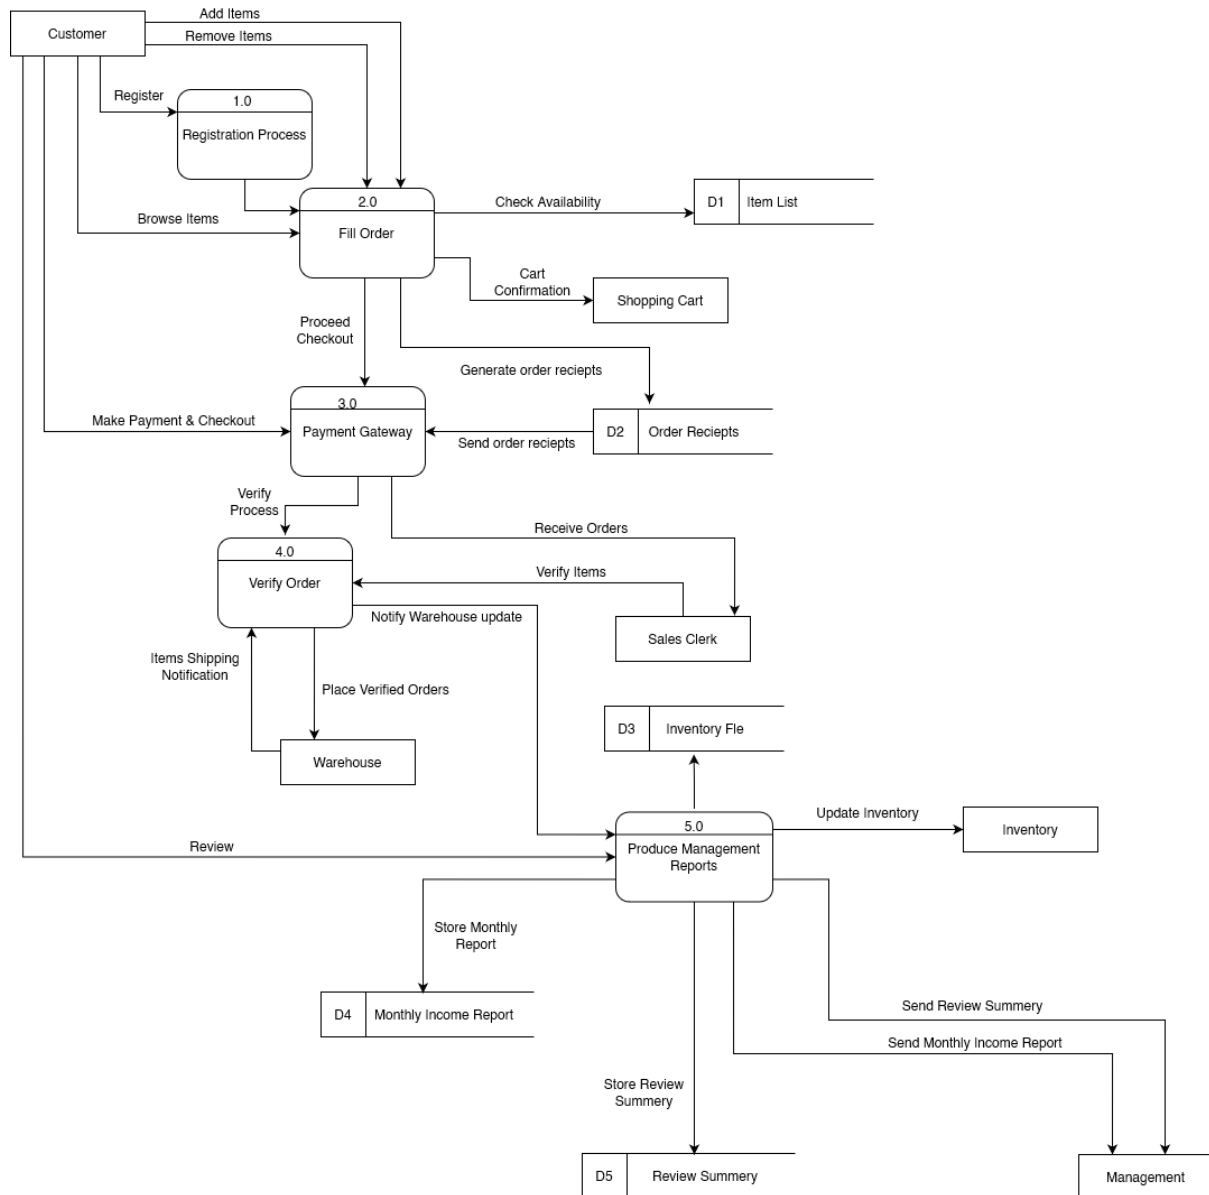 Add Items
Customer
Remove Items
Register
1.0
Registration Process
Browse Items
2.0
Fill Order
Check Availability
D1
Item List
Cart
Confirmation
Shopping Cart
Proceed
Checkout
Generate order reciepts
3.0
Payment Gateway
Make Payment & Checkout
Send order reciepts
D2
Order Reciepts
Verify
Process
Receive Orders
4.0
Verify Order
Verify Items
Notify Warehouse update
Sales Clerk
Items Shipping
Notification
Place Verified Orders
Warehouse
D3
Inventory Fle
5.0
Produce Management
Reports
Update Inventory
Inventory
Review
Store Monthly
Report
D4
Monthly Income Report
Send Review Summery
Send Monthly Income Report
Store Review
Summery
D5
Review Summery
Management